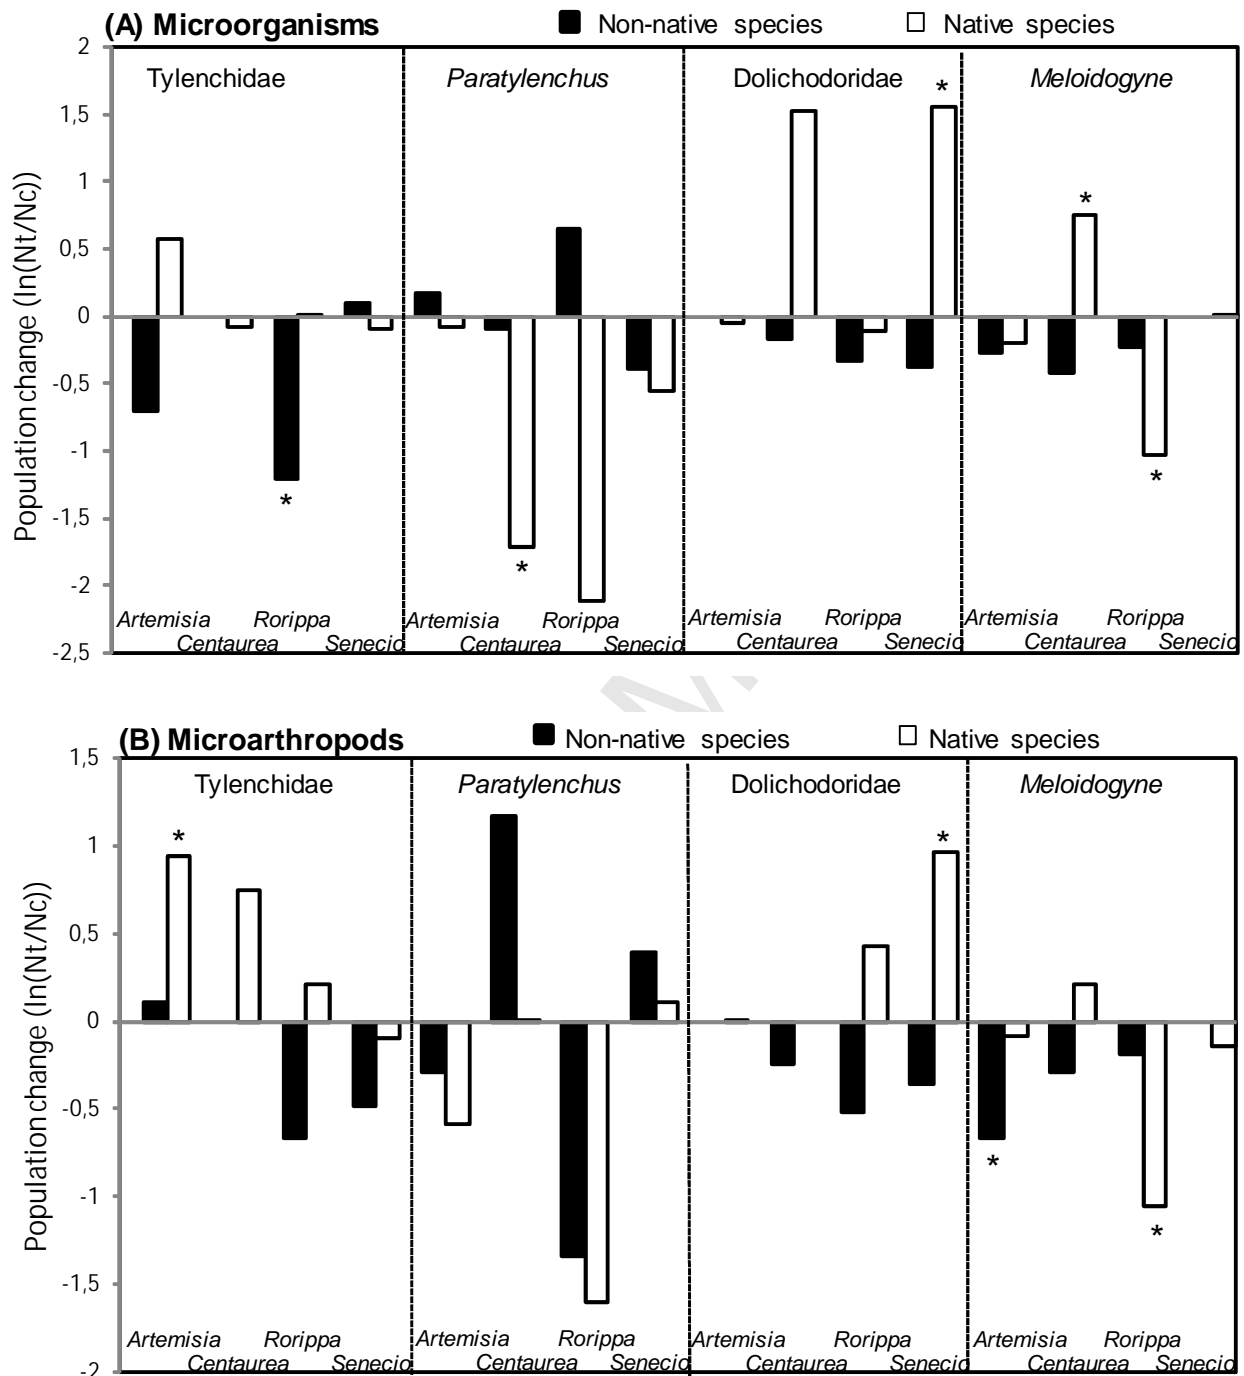 (A) Microorganisms
Non-native species
Native species
2
1,5
1
0,5
0
-0,5
-1
-1,5
-2
-2,5
Population change (ln(Nt/Nc))
Tylenchidae
Paratylenchus
Dolichodoridae
Meloidogyne
*
*
*
*
*
Artemisia Rorippa Artemisia Rorippa Artemisia Rorippa Artemisia Rorippa
Centaurea Senecio Centaurea Senecio Centaurea Senecio Centaurea Senecio
(B) Microarthropods
Non-native species
Native species
1,5
1
0,5
0
-0,5
-1
-1,5
-2
Population change (ln(Nt/Nc))
Tylenchidae
Paratylenchus
Dolichodoridae
Meloidogyne
*
*
*
*
Artemisia Rorippa Artemisia Rorippa Artemisia Rorippa Artemisia Rorippa
Centaurea Senecio Centaurea Senecio Centaurea Senecio Centaurea Senecio